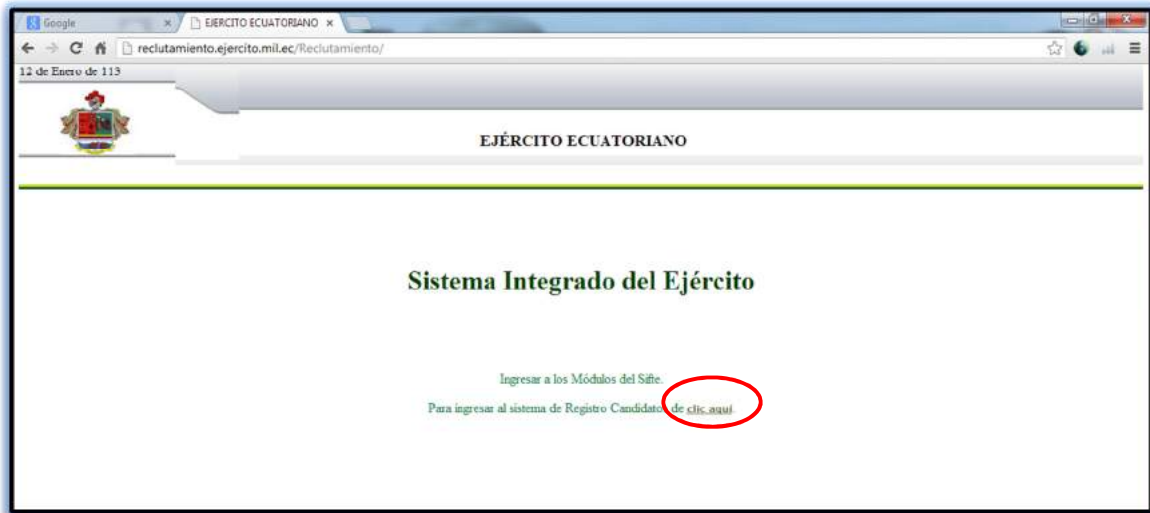 Google
EJERCITO ECUATORIANO
reclutamiento.ejercito.mil.ec/Reclutamiento/
12 de Enero de 113
EJÉRCITO ECUATORIANO
Sistema Integrado del Ejército
Ingresar a los Módulos del Sifte.
Para ingresar al sistema de Registro Candidatos de clic aquí.